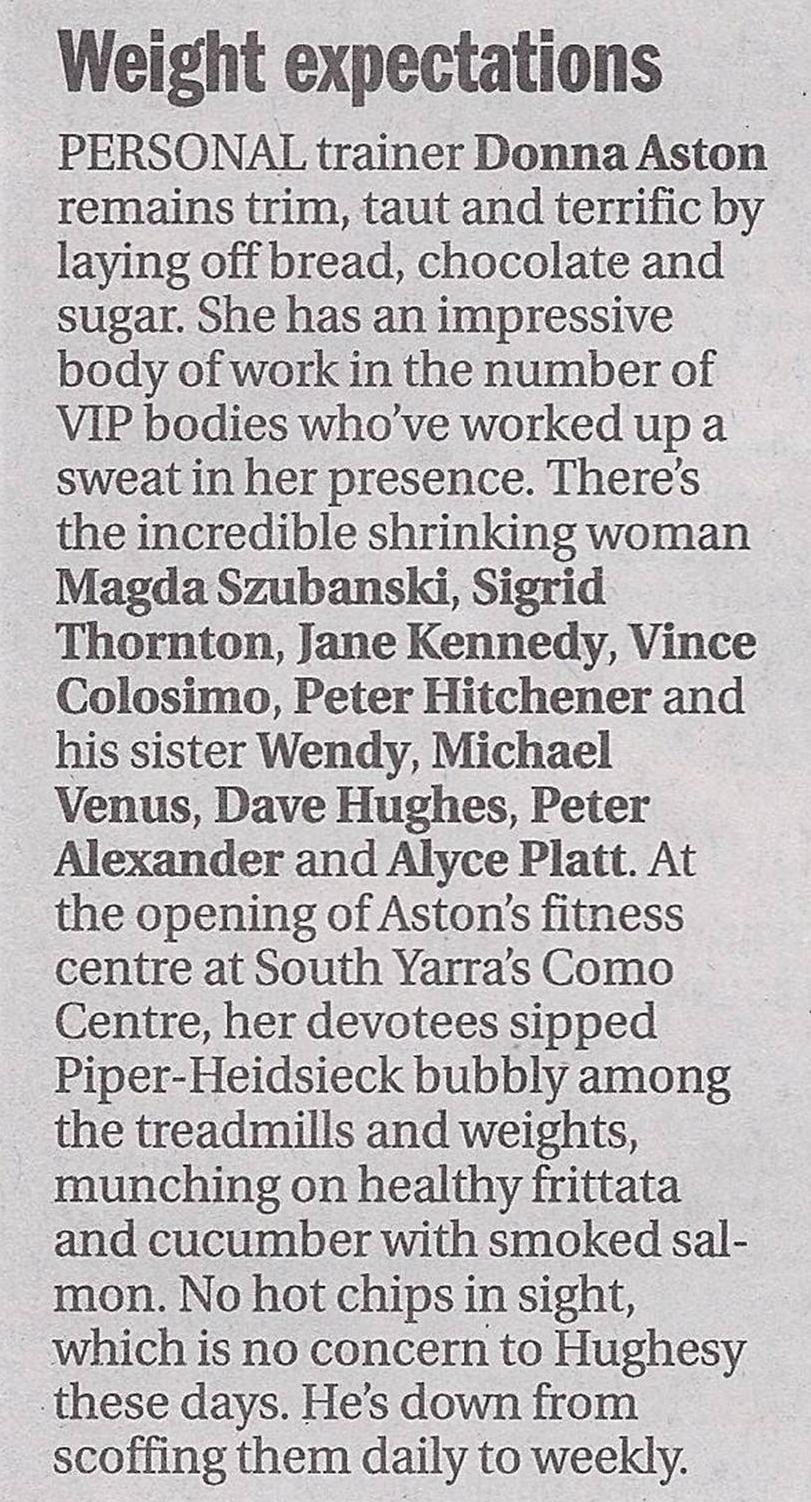 Weight expectations
PERSONAL trainer Donna Aston
remains trim, taut and terrific by
laying off bread, chocolate and
sugar. She has an impressive
body of work in the number of
VIP bodies who've worked up a
sweat in her presence. There's
the incredible shrinking woman
Magda Szubanski, Sigrid
Thornton, Jane Kennedy, Vince
Colosimo, Peter Hitchener and
his sister Wendy, Michael
Venus, Dave Hughes, Peter
Alexander and Alyce Platt. At
the opening of Aston's fitness
centre at South Yarra's Como
Centre, her devotees sipped
Piper-Heidsieck bubbly among
the treadmills and weights,
munching on healthy frittata
and cucumber with smoked sal-
mon. No hot chips in sight,
which is no concern to Hughesy
these days. He's down from
scoffing them daily to weekly.